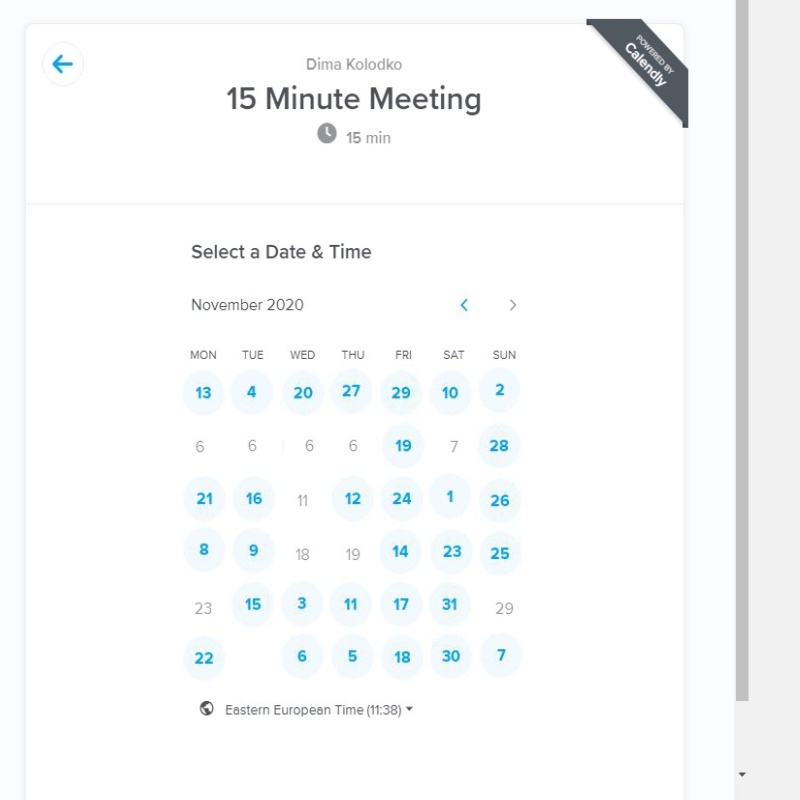 POWERED BY
Calendly
Dima Kolodko
15 Minute Meeting
15 min
Select a Date & Time
November 2020
MON TUE WED THU FRI SAT SUN
13 4 20 27 29 10 2
6 6 6 6 19 7 28
21 16 11 12 24 1 26
8 9 18 19 14 23 25
23 15 3 11 17 31 29
22 6 5 18 30 7
Eastern European Time (11:38)